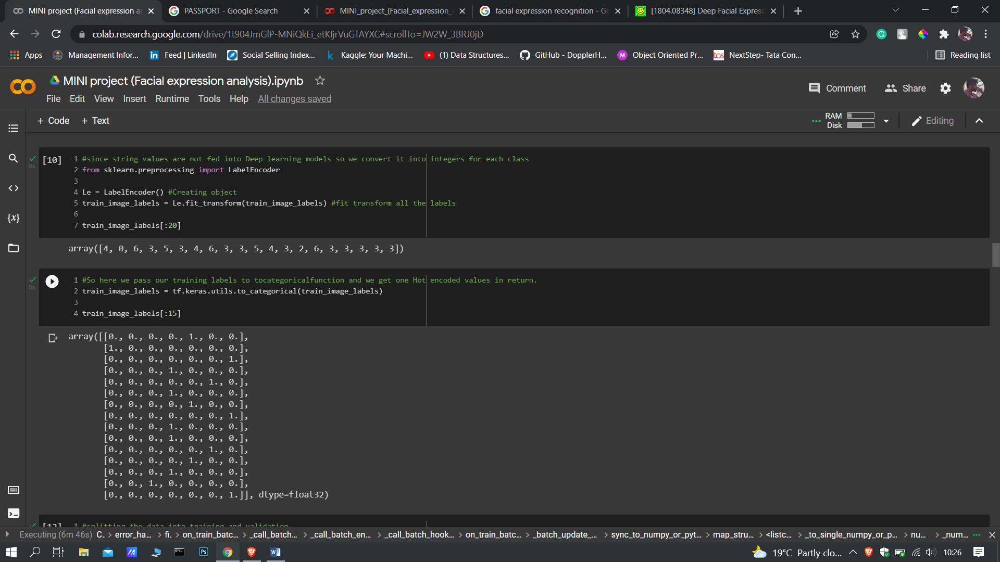 MINI project (Facial expression an
PASSPORT - Google Search
MINI_project_(Facial_expression_a
facial expression recognition - Go
[1804.08348] Deep Facial Express
colab.research.google.com/drive/1t904JmGlP-MNiQkEi_etKljrVuGTAYXC#scrollTo=JW2W_3BRJ0jD
Apps
Management Infor...
Feed | LinkedIn
Social Selling Index...
Kaggle: Your Machi...
(1) Data Structures...
GitHub - DopplerH...
Object Oriented Pr...
NextStep- Tata Con...
Reading list
MINI project (Facial expression analysis).ipynb
Comment
Share
File Edit View Insert Runtime Tools Help All changes saved
+ Code + Text
RAM
Disk
Editing
[10]
1 #since string values are not fed into Deep learning models so we convert it into integers for each class
2 from sklearn.preprocessing import LabelEncoder
3
4 Le = LabelEncoder() #Creating object
5 train_image_labels = Le.fit_transform(train_image_labels) #fit transform all the labels
6
7 train_image_labels[:20]
0s
array([4, 0, 6, 3, 5, 3, 4, 6, 3, 3, 5, 4, 3, 2, 6, 3, 3, 3, 3, 3])
1 #So here we pass our training labels to tocategoricalfunction and we get one Hot encoded values in return.
2 train_image_labels = tf.keras.utils.to_categorical(train_image_labels)
3
4 train_image_labels[:15]
0s
array([[0., 0., 0., 0., 1., 0., 0.],
[1., 0., 0., 0., 0., 0., 0.],
[0., 0., 0., 0., 0., 0., 1.],
[0., 0., 0., 1., 0., 0., 0.],
[0., 0., 0., 0., 0., 1., 0.],
[0., 0., 0., 1., 0., 0., 0.],
[0., 0., 0., 0., 1., 0., 0.],
[0., 0., 0., 0., 0., 0., 1.],
[0., 0., 0., 1., 0., 0., 0.],
[0., 0., 0., 1., 0., 0., 0.],
[0., 0., 0., 0., 0., 1., 0.],
[0., 0., 0., 0., 1., 0., 0.],
[0., 0., 0., 1., 0., 0., 0.],
[0., 0., 1., 0., 0., 0., 0.],
[0., 0., 0., 0., 0., 0., 1.]], dtype=float32)
[12] 1 #splitting the data into training and validation
Executing (6m 46s) C.. > error_ha... > fi. > on_train_batc... > _call_batch... > _call_batch_en... > _call_batch_hook... > on_train_batc... > _batch_update_... > sync_to_numpy_or_pyt... > map_stru... > <listc... > _to_single_numpy_or_p... > nu... > _num...
19°C Partly clo...
10:26